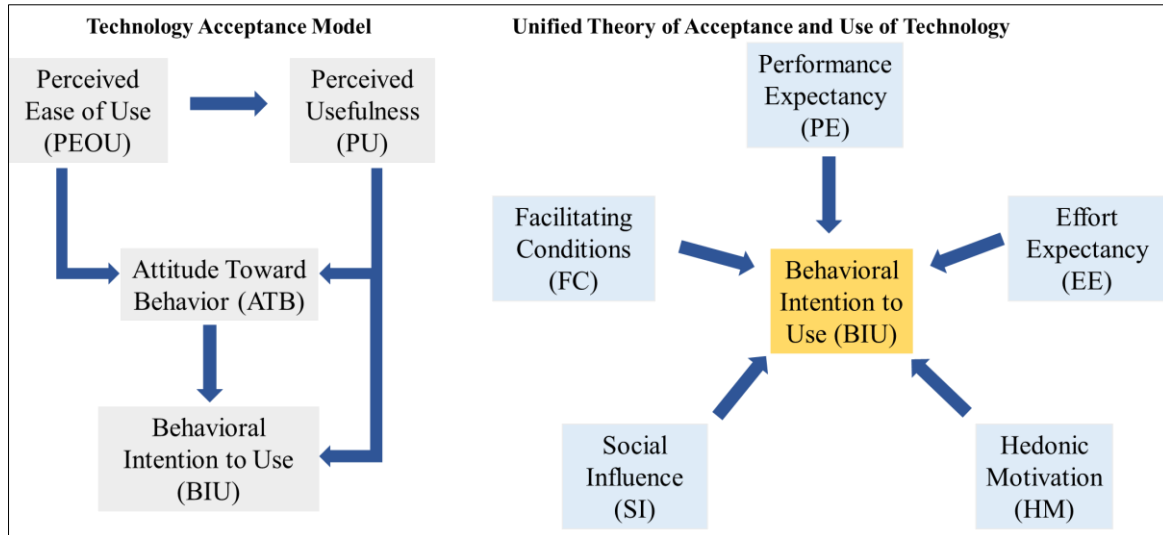 Technology Acceptance Model
Perceived
Ease of Use
(PEOU)
Perceived
Usefulness
(PU)
Attitude Toward
Behavior (ATB)
Behavioral
Intention to Use
(BIU)
Unified Theory of Acceptance and Use of Technology
Performance
Expectancy
(PE)
Facilitating
Conditions
(FC)
Effort
Expectancy
(EE)
Behavioral
Intention to
Use (BIU)
Social
Influence
(SI)
Hedonic
Motivation
(HM)